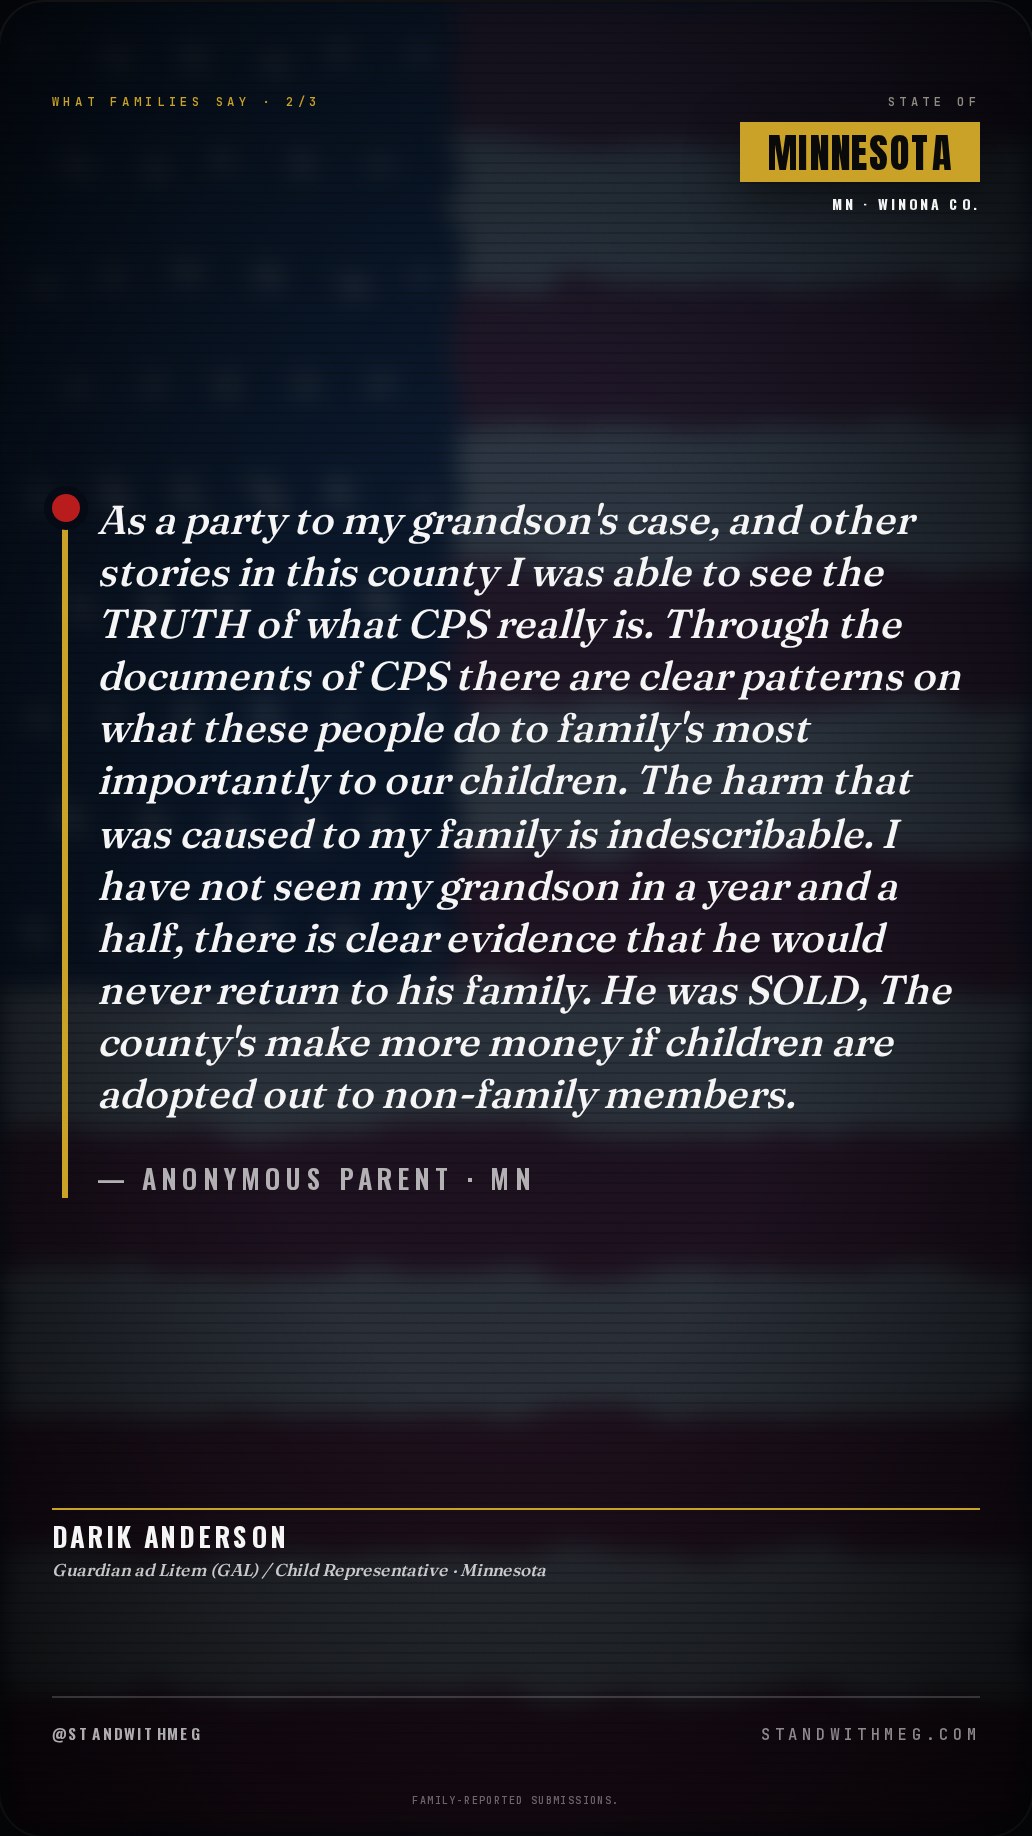 WHAT FAMILIES SAY · 2/3
STATE OF
MINNESOTA
MN · WINONA CO.
As a party to my grandson's case, and other
stories in this county I was able to see the
TRUTH of what CPS really is. Through the
documents of CPS there are clear patterns on
what these people do to family's most
importantly to our children. The harm that
was caused to my family is indescribable. I
have not seen my grandson in a year and a
half, there is clear evidence that he would
never return to his family. He was SOLD, The
county's make more money if children are
adopted out to non-family members.
— ANONYMOUS PARENT · MN
DARIK ANDERSON
Guardian ad Litem (GAL) / Child Representative · Minnesota
@STANDWITHMEG
STANDWITHMEG.COM
FAMILY-REPORTED SUBMISSIONS.